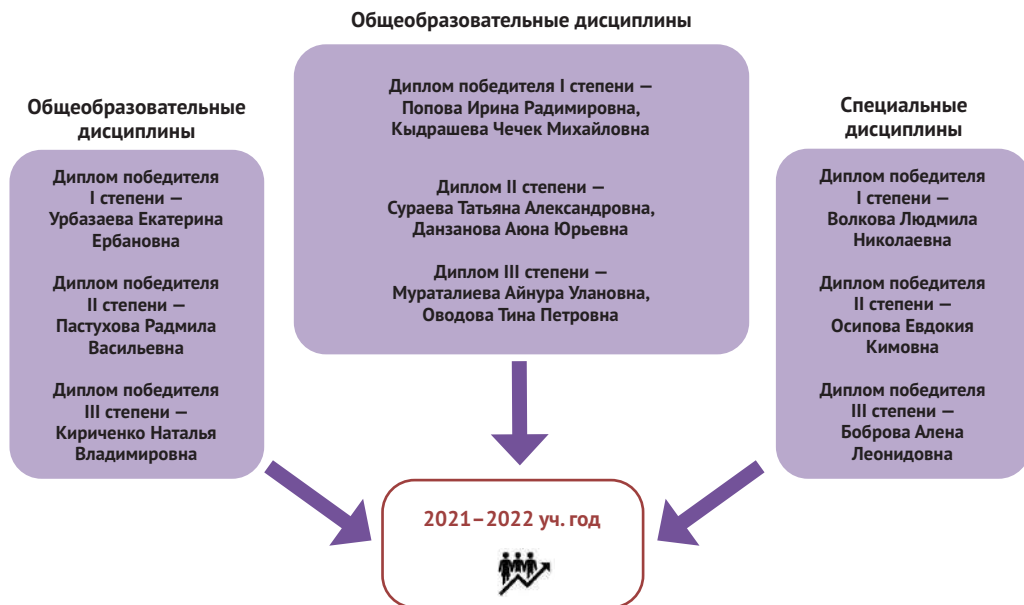 Общеобразовательные дисциплины
Диплом победителя I степени —
Попова Ирина Радимировна,
Кыдрашева Чечек Михайловна
Диплом II степени —
Сураева Татьяна Александровна,
Данзанова Аюна Юрьевна
Диплом III степени —
Мураталиева Айнура Улановна,
Оводова Тина Петровна
Общеобразовательные
дисциплины
Диплом победителя
I степени —
Урбазаева Екатерина
Ербановна
Диплом победителя
II степени —
Пастухова Радмила
Васильевна
Диплом победителя
III степени —
Кириченко Наталья
Владимировна
Специальные
дисциплины
Диплом победителя
I степени —
Волкова Людмила
Николаевна
Диплом победителя
II степени —
Осипова Евдокия
Кимовна
Диплом победителя
III степени —
Боброва Алена
Леонидовна
2021–2022 уч. год